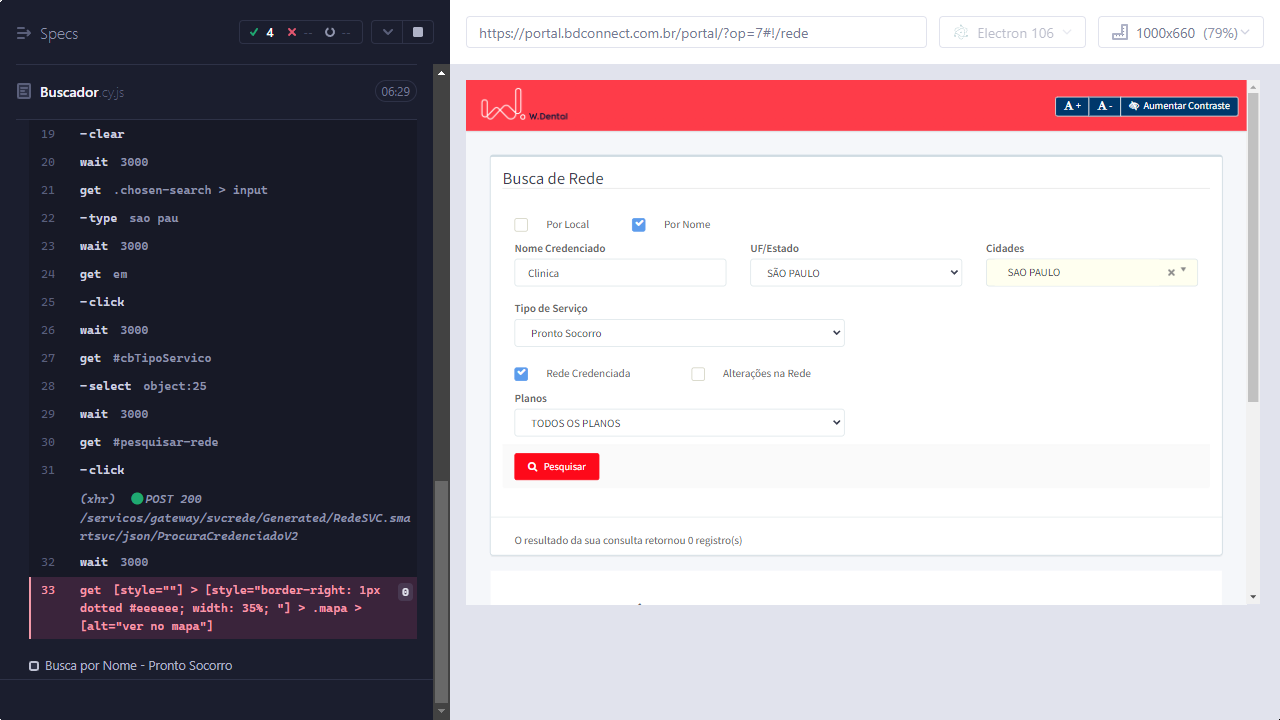 Specs
4
--
--
https://portal.bdconnect.com.br/portal/?op=7#!/rede
Electron 106
1000x660 (79%)
Buscador.cy.js
06:29
19 -clear
20 wait 3000
21 get .chosen-search > input
22 -type sao pau
23 wait 3000
24 get em
25 -click
26 wait 3000
27 get #cbTipoServico
28 -select object:25
29 wait 3000
30 get #pesquisar-rede
31 -click
(xhr) POST 200
/servicos/gateway/svcrede/Generated/RedeSVC.sma
rtsvc/json/ProcuraCredenciadoV2
32 wait 3000
33 get [style=""] > [style="border-right: 1px 0
dotted #eeeeee; width: 35%; "] > .mapa >
[alt="ver no mapa"]
Busca por Nome - Pronto Socorro
W.Dental
A+
A-
Aumentar Contraste
Busca de Rede
Por Local
Por Nome
Nome Credenciado
UF/Estado
Cidades
Clinica
SÃO PAULO
SAO PAULO
Tipo de Serviço
Pronto Socorro
Rede Credenciada
Alterações na Rede
Planos
TODOS OS PLANOS
Pesquisar
O resultado da sua consulta retornou 0 registro(s)